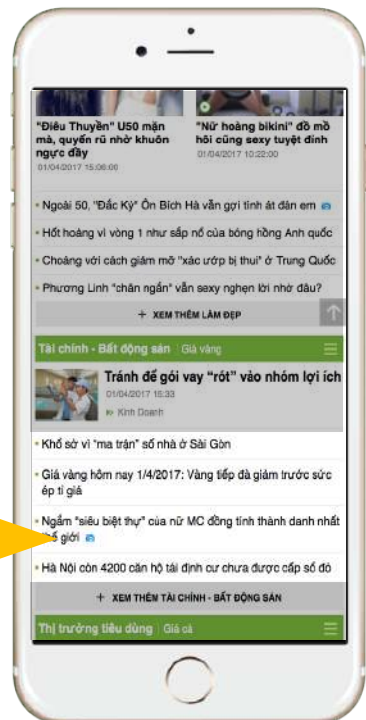 "Điêu Thuyền" U50 mặn
mà, quyến rũ nhờ khuôn
ngực đầy
01/04/2017 15:06:06
"Nữ hoàng bikini" đổ mồ
hôi cũng sexy tuyệt đỉnh
01/04/2017 10:22:00
Ngoài 50, "Đắc Kỷ" Ôn Bích Hà vẫn gợi tình át đàn em
Hốt hoảng vì vòng 1 như sắp nổ của bóng hồng Anh quốc
Choáng với cách giảm mỡ "xác ướp bị thui" ở Trung Quốc
Phương Linh "chân ngắn" vẫn sexy nghẹn lời nhờ đâu?
+ XEM THÊM LÀM ĐẸP
Tài chính - Bất động sản Giá vàng
Tránh để gói vay "rót" vào nhóm lợi ích
01/04/2017 15:33
Kinh Doanh
Khổ sở vì "ma trận" số nhà ở Sài Gòn
Giá vàng hôm nay 1/4/2017: Vàng tiếp đà giảm trước sức
ép tỉ giá
Ngắm "siêu biệt thự" của nữ MC đồng tính thành danh nhất
giới
Hà Nội còn 4200 căn hộ tái định cư chưa được cấp sổ đỏ
+ XEM THÊM TÀI CHÍNH - BẤT ĐỘNG SẢN
Thị trường tiêu dùng Giá cả